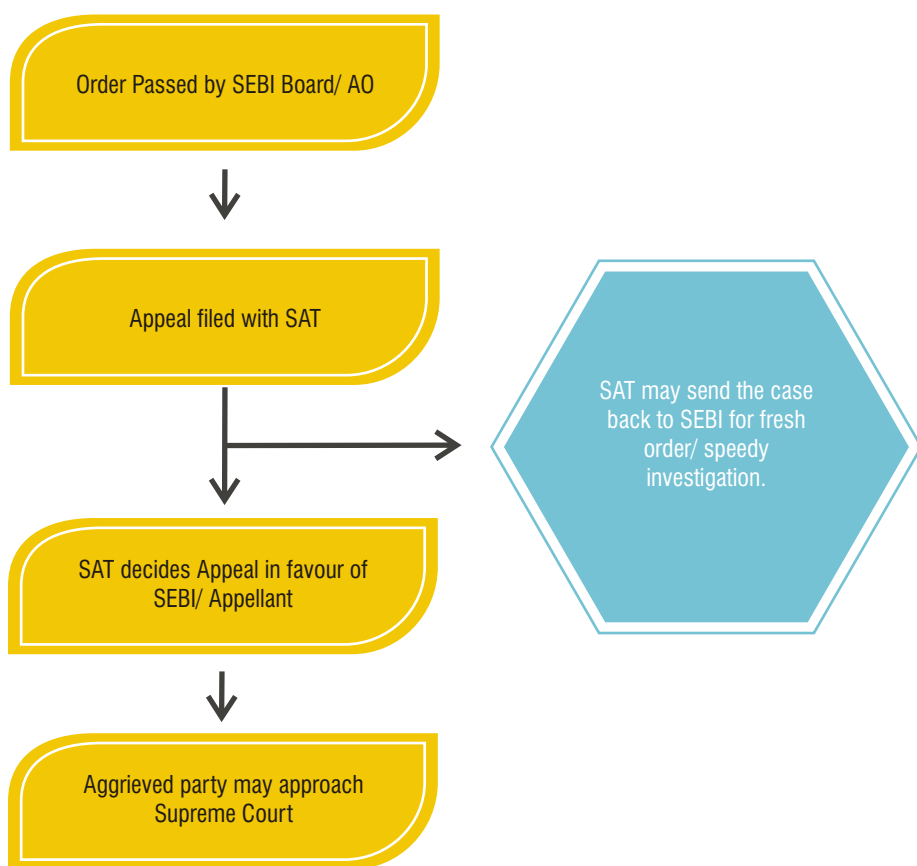 Order Passed by SEBI Board/ AO
Appeal filed with SAT
SAT may send the case
back to SEBI for fresh
order/ speedy
investigation.
SAT decides Appeal in favour of
SEBI/ Appellant
Aggrieved party may approach
Supreme Court